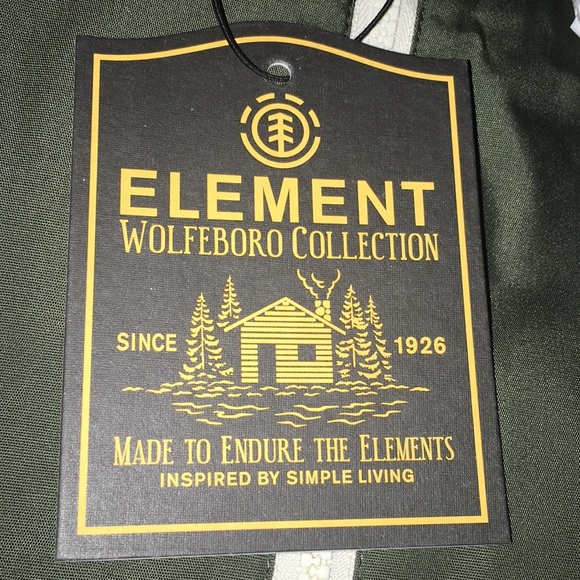 ELEMENT
WOLFEBORO COLLECTION
SINCE 1926
MADE TO ENDURE THE ELEMENTS
INSPIRED BY SIMPLE LIVING